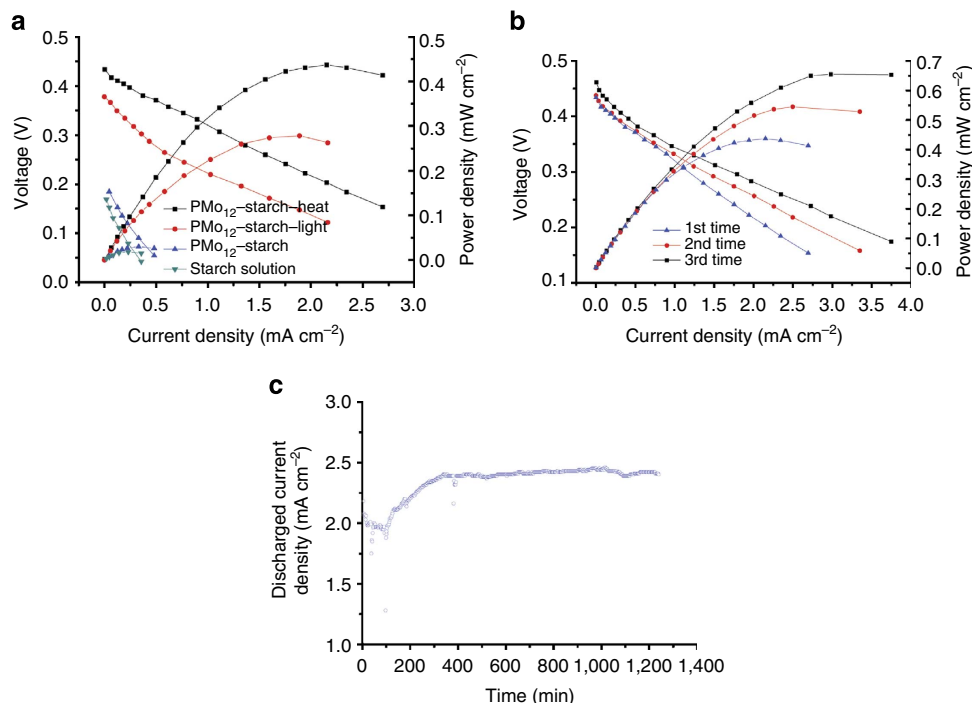 a
0.5
0.4
0.3
0.2
0.1
0.0
Voltage (V)
0.0 0.5 1.0 1.5 2.0 2.5 3.0
Current density (mA cm−2)
0.5
0.4
0.3
0.2
0.1
0.0
Power density (mW cm−2)
PMo12–starch–heat
PMo12–starch–light
PMo12–starch
Starch solution
b
0.5
0.4
0.3
0.2
0.1
Voltage (V)
0.0 0.5 1.0 1.5 2.0 2.5 3.0 3.5 4.0
Current density (mA cm−2)
0.7
0.6
0.5
0.4
0.3
0.2
0.1
0.0
Power density (mW cm−2)
1st time
2nd time
3rd time
c
3.0
2.5
2.0
1.5
1.0
Discharged current
density (mA cm−2)
0 200 400 600 800 1,000 1,200 1,400
Time (min)